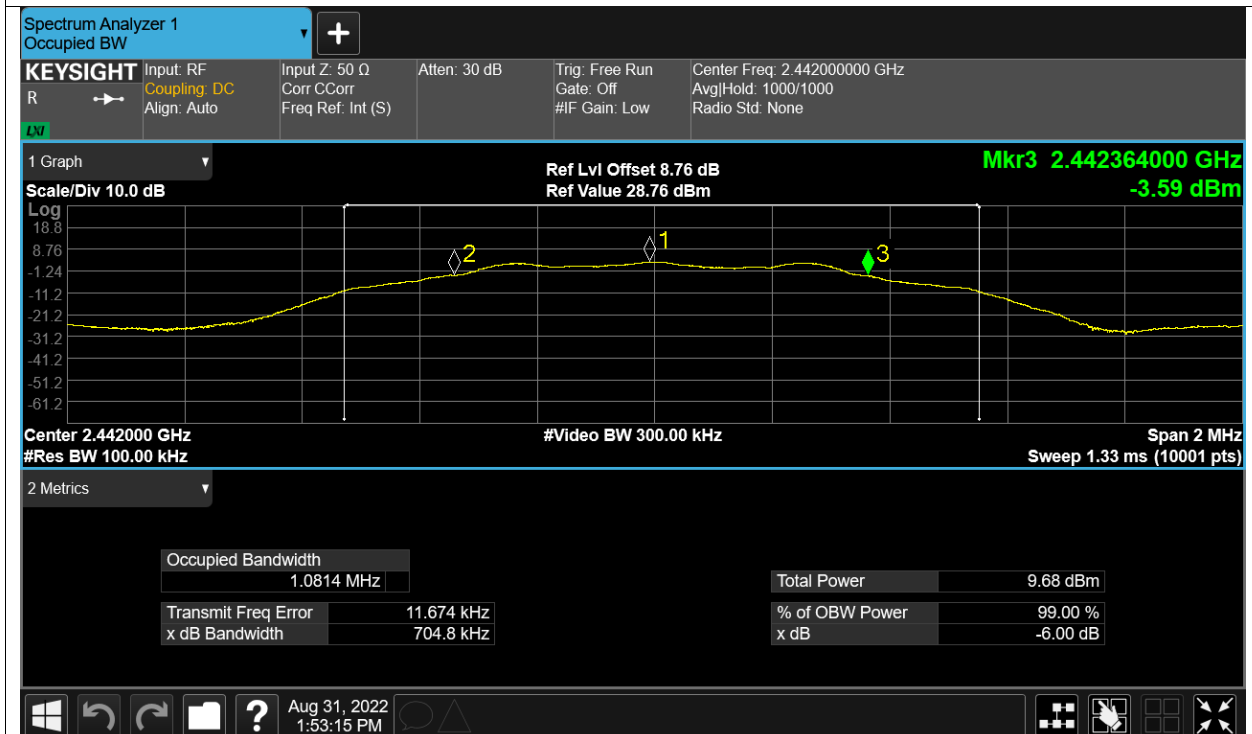 Spectrum Analyzer 1
Occupied BW
KEYSIGHT
R
LXI
Input: RF
Coupling: DC
Align: Auto
Input Z: 50 Ω
Corr CCorr
Freq Ref: Int (S)
Atten: 30 dB
Trig: Free Run
Gate: Off
#IF Gain: Low
Center Freq: 2.442000000 GHz
Avg|Hold: 1000/1000
Radio Std: None
1 Graph
Scale/Div 10.0 dB
Ref Lvl Offset 8.76 dB
Ref Value 28.76 dBm
Mkr3 2.442364000 GHz
-3.59 dBm
Log
18.8
8.76
-1.24
-11.2
-21.2
-31.2
-41.2
-51.2
-61.2
2
1
3
Center 2.442000 GHz
#Res BW 100.00 kHz
#Video BW 300.00 kHz
Span 2 MHz
Sweep 1.33 ms (10001 pts)
2 Metrics
Occupied Bandwidth
1.0814 MHz
Transmit Freq Error 11.674 kHz
x dB Bandwidth 704.8 kHz
Total Power 9.68 dBm
% of OBW Power 99.00 %
x dB -6.00 dB
?
Aug 31, 2022
1:53:15 PM